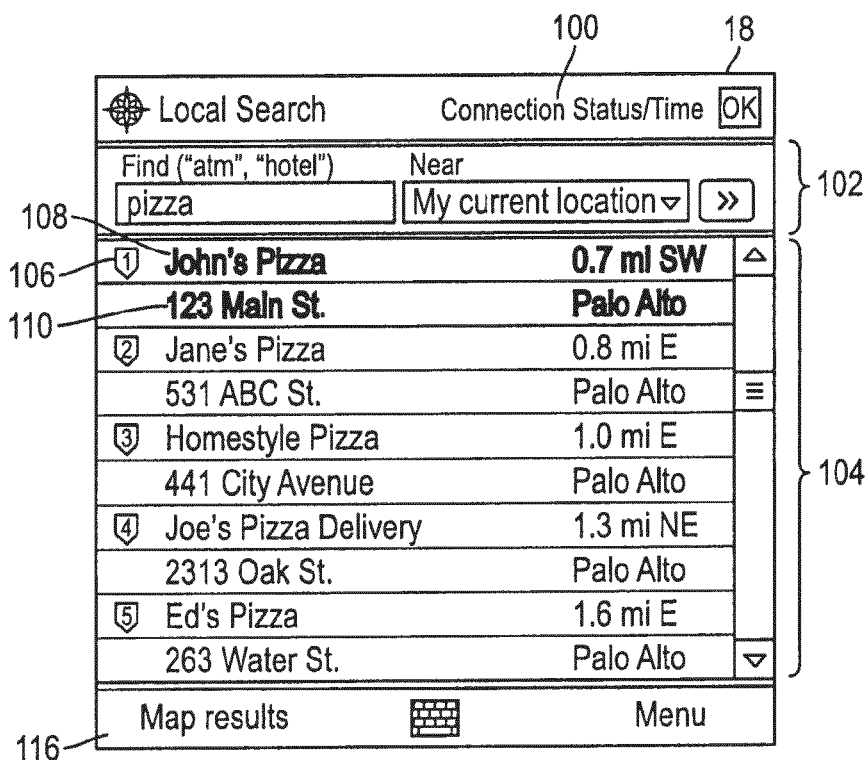 100 18
Local Search Connection Status/Time OK
Find ("atm", "hotel") Near
102
pizza My current location »
108
106 1 John's Pizza 0.7 mi SW
110 123 Main St. Palo Alto
2 Jane's Pizza 0.8 mi E
531 ABC St. Palo Alto
3 Homestyle Pizza 1.0 mi E
104
441 City Avenue Palo Alto
4 Joe's Pizza Delivery 1.3 mi NE
2313 Oak St. Palo Alto
5 Ed's Pizza 1.6 mi E
263 Water St. Palo Alto
Map results Menu
116